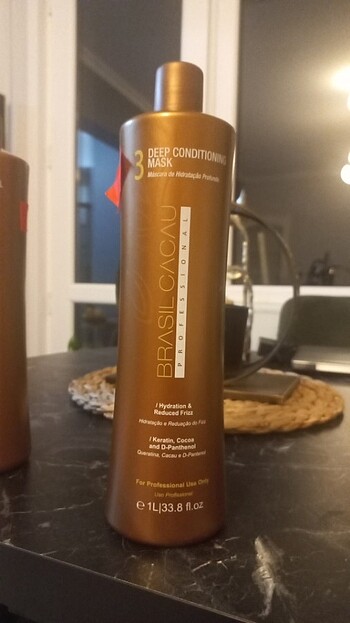 3 DEEP CONDITIONING
MASK
Máscara de Hidratação Profunda.
BRASIL CACAU
PROFESSIONAL
/ Hydration &
Reduced Frizz
Hidratação e Redução do Frizz
/ Keratin, Cocoa
and D-Panthenol
Queratina, Cacau e D-Pantenol
For Professional Use Only
Uso Profissional
℮ 1L|33.8 fl.oz